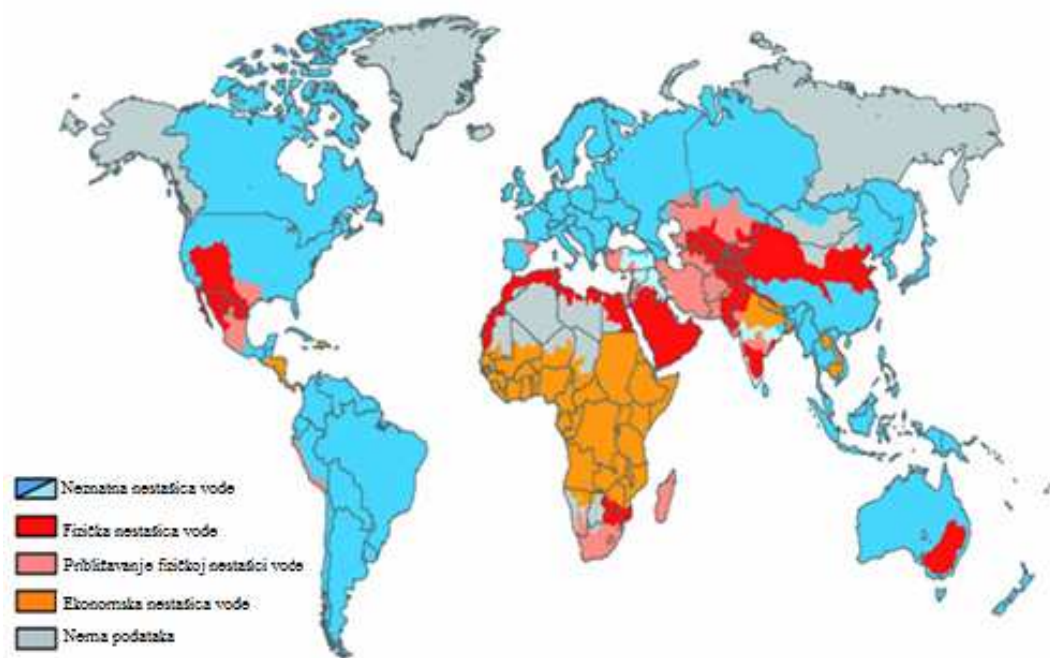 Neznatna nestašica vode
Fizička nestašica vode
Približavanje fizičkoj nestašici vode
Ekonomska nestašica vode
Nema podataka